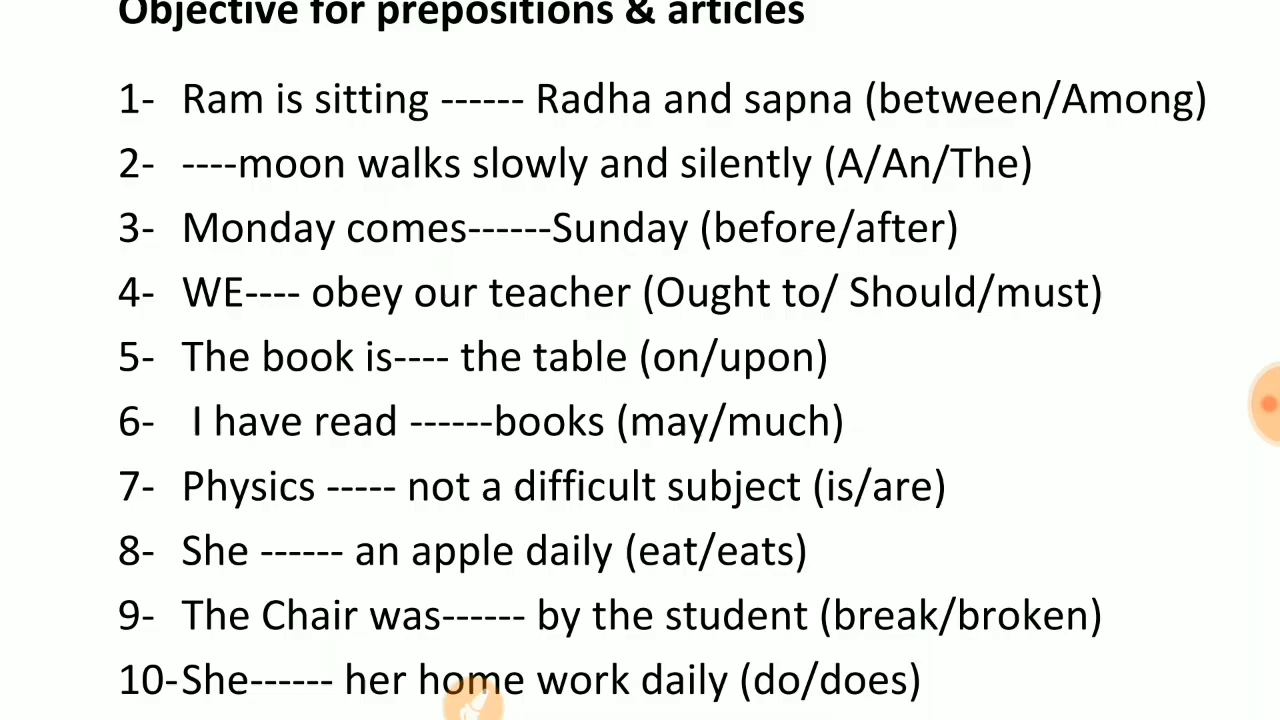 Objective for prepositions & articles
1- Ram is sitting ------ Radha and sapna (between/Among)
2- ----moon walks slowly and silently (A/An/The)
3- Monday comes------Sunday (before/after)
4- WE---- obey our teacher (Ought to/ Should/must)
5- The book is---- the table (on/upon)
6- I have read ------books (may/much)
7- Physics ----- not a difficult subject (is/are)
8- She ------ an apple daily (eat/eats)
9- The Chair was------ by the student (break/broken)
10-She------ her home work daily (do/does)